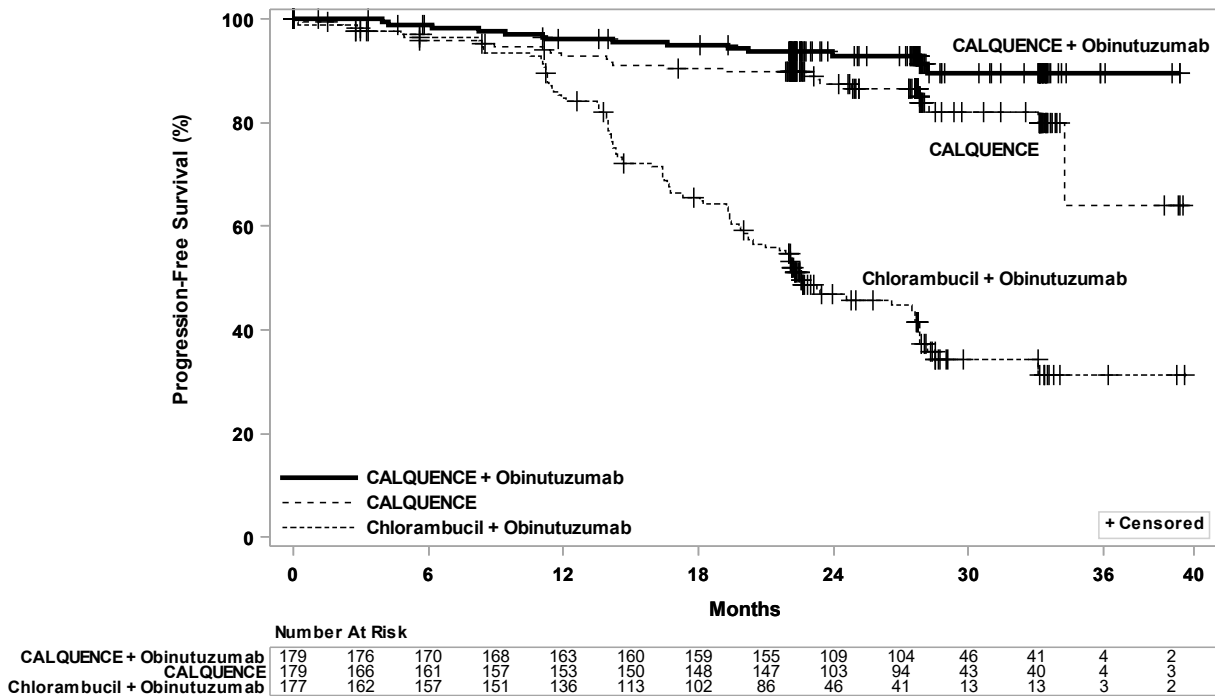 100
CALQUENCE + Obinutuzumab
80
CALQUENCE
60
Chlorambucil + Obinutuzumab
40
20
0
Progression-Free Survival (%)
CALQUENCE + Obinutuzumab
CALQUENCE
Chlorambucil + Obinutuzumab
+ Censored
0 6 12 18 24 30 36 40
Months
Number At Risk
CALQUENCE + Obinutuzumab 179 176 170 168 163 160 159 155 109 104 46 41 4 2
CALQUENCE 179 166 161 157 153 150 148 147 103 94 43 40 4 3
Chlorambucil + Obinutuzumab 177 162 157 151 136 113 102 86 46 41 13 13 3 2